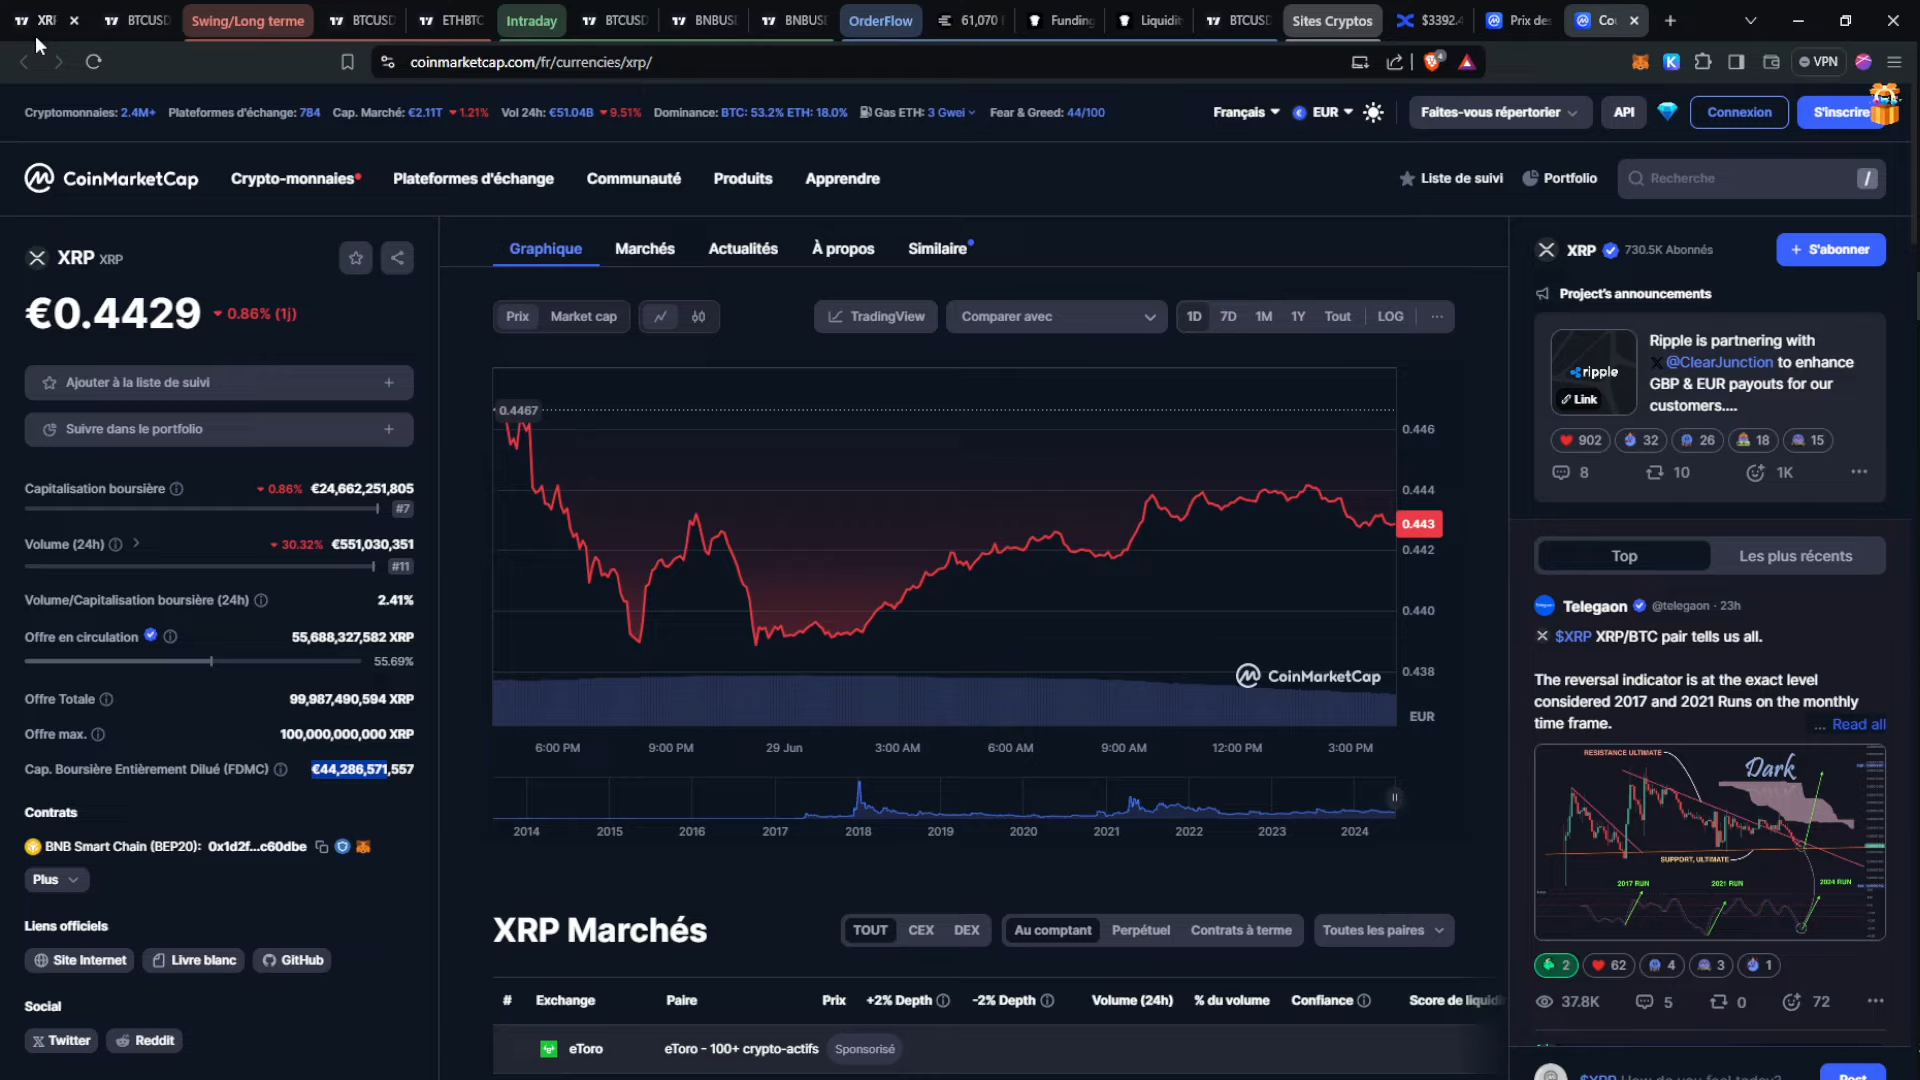 XRP
BTCUSD
Swing/Long terme
BTCUSD
ETHBTC
Intraday
BTCUSD
BNBUSD
BNBUSD
OrderFlow
61,070
Funding
Liquidit
BTCUSD
Sites Cryptos
$3392.4
Prix des
Cou
coinmarketcap.com/fr/currencies/xrp/
VPN
Cryptomonnaies: 2.4M+
Plateformes d'échange: 784
Cap. Marché: €2.11T 1.21%
Vol 24h: €51.04B 9.51%
Dominance: BTC: 53.2% ETH: 18.0%
Gas ETH: 3 Gwei
Fear & Greed: 44/100
Français
EUR
Faites-vous répertorier
API
Connexion
S'inscrire
CoinMarketCap
Crypto-monnaies
Plateformes d'échange
Communauté
Produits
Apprendre
Liste de suivi
Portfolio
Recherche
/
XRP XRP
€0.4429 0.86% (1j)
Ajouter à la liste de suivi +
Suivre dans le portfolio +
Capitalisation boursière 0.86% €24,662,251,805
#7
Volume (24h) 30.32% €551,030,351
#11
Volume/Capitalisation boursière (24h) 2.41%
Offre en circulation 55,688,327,582 XRP
55.69%
Offre Totale 99,987,490,594 XRP
Offre max. 100,000,000,000 XRP
Cap. Boursière Entièrement Dilué (FDMC) €44,286,571,557
Contrats
BNB Smart Chain (BEP20): 0x1d2f...c60dbe
Plus
Liens officiels
Site Internet
Livre blanc
GitHub
Social
Twitter
Reddit
Graphique
Marchés
Actualités
À propos
Similaire
Prix
Market cap
TradingView
Comparer avec
1D
7D
1M
1Y
Tout
LOG
...
0.4467
0.446
0.444
0.443
0.442
0.440
0.438
CoinMarketCap
EUR
6:00 PM
9:00 PM
29 Jun
3:00 AM
6:00 AM
9:00 AM
12:00 PM
3:00 PM
2014
2015
2016
2017
2018
2019
2020
2021
2022
2023
2024
XRP Marchés
TOUT
CEX
DEX
Au comptant
Perpétuel
Contrats à terme
Toutes les paires
# Exchange Paire Prix +2% Depth -2% Depth Volume (24h) % du volume Confiance Score de liquidi
eToro eToro - 100+ crypto-actifs Sponsorisé
XRP 730.5K Abonnés
+ S'abonner
Project's announcements
ripple
Link
Ripple is partnering with
@ClearJunction to enhance
GBP & EUR payouts for our
customers....
902
32
26
18
15
8
10
1K
...
Top
Les plus récents
Telegaon @telegaon · 23h
$XRP XRP/BTC pair tells us all.
The reversal indicator is at the exact level
considered 2017 and 2021 Runs on the monthly
time frame.
... Read all
RESISTANCE ULTIMATE
Dark
SUPPORT, ULTIMATE
2017 RUN
2021 RUN
2024 RUN
2
62
4
3
1
37.8K
5
0
72
...
$XRP How do you feel today?
Post